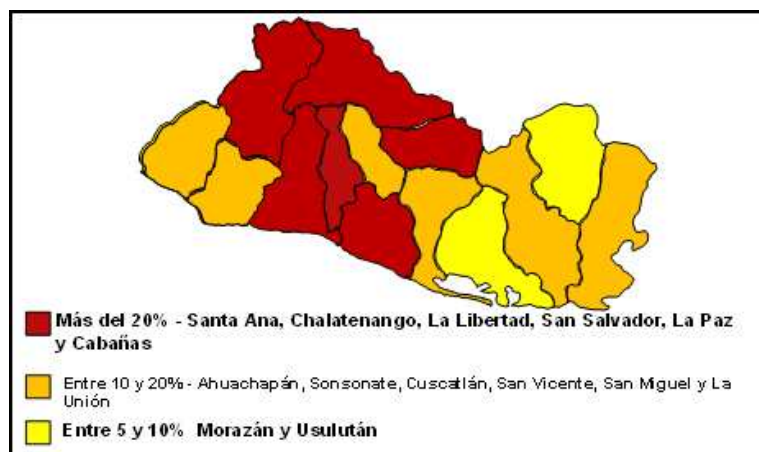 Más del 20% - Santa Ana, Chalatenango, La Libertad, San Salvador, La Paz
y Cabañas
Entre 10 y 20% - Ahuachapán, Sonsonate, Cuscatlán, San Vicente, San Miguel y La
Unión
Entre 5 y 10% Morazán y Usulután